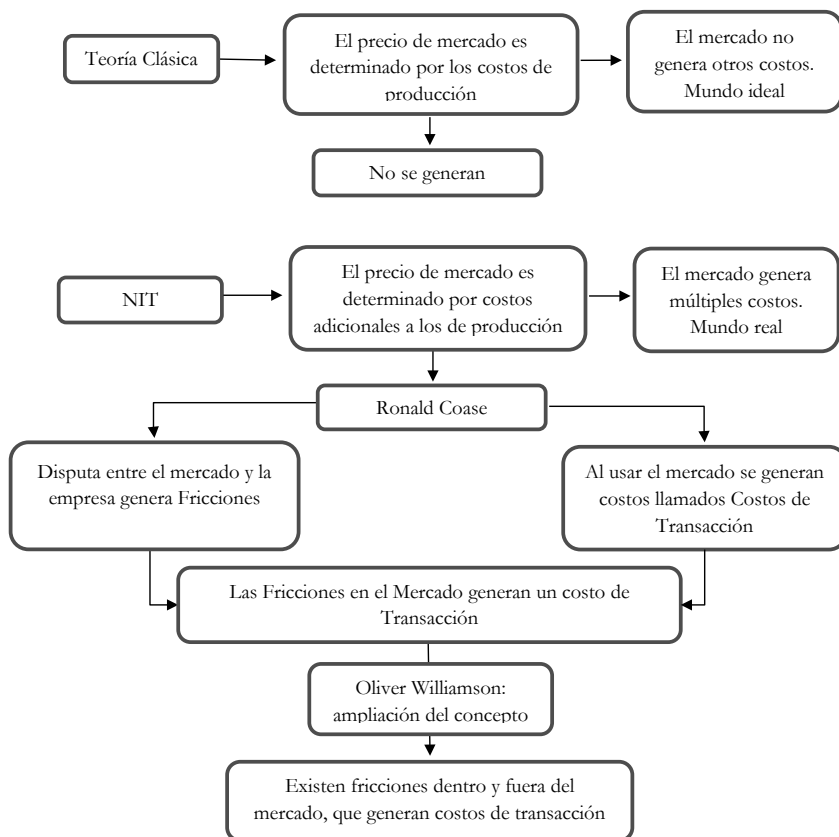 Teoría Clásica
El precio de mercado es
determinado por los costos de
producción
El mercado no
genera otros costos.
Mundo ideal
No se generan
NIT
El precio de mercado es
determinado por costos
adicionales a los de producción
El mercado genera
múltiples costos.
Mundo real
Ronald Coase
Disputa entre el mercado y la
empresa genera Fricciones
Al usar el mercado se generan
costos llamados Costos de
Transacción
Las Fricciones en el Mercado generan un costo de
Transacción
Oliver Williamson:
ampliación del concepto
Existen fricciones dentro y fuera del
mercado, que generan costos de transacción